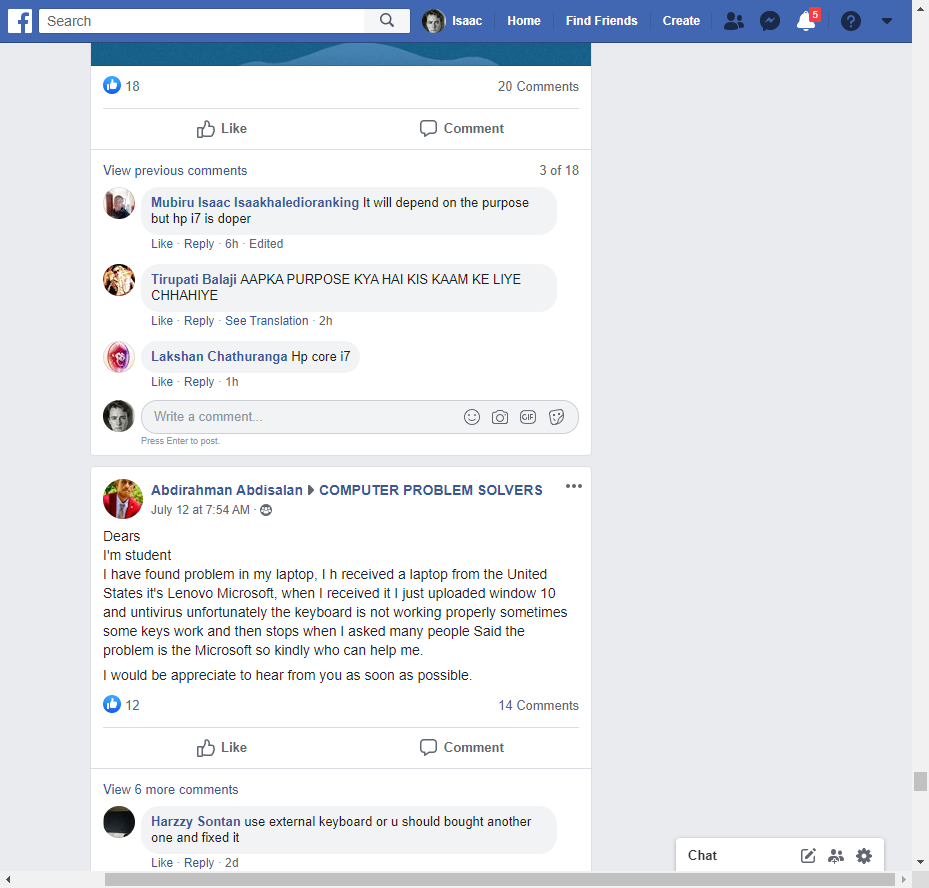 Search
Isaac
Home
Find Friends
Create
5
18
20 Comments
Like
Comment
View previous comments
3 of 18
Mubiru Isaac Isaakhaledioranking It will depend on the purpose
but hp i7 is doper
Like · Reply · 6h · Edited
Tirupati Balaji AAPKA PURPOSE KYA HAI KIS KAAM KE LIYE
CHHAHIYE
Like · Reply · See Translation · 2h
Lakshan Chathuranga Hp core i7
Like · Reply · 1h
Write a comment...
GIF
Press Enter to post.
Abdirahman Abdisalan COMPUTER PROBLEM SOLVERS
July 12 at 7:54 AM ·
Dears
I'm student
I have found problem in my laptop, I h received a laptop from the United
States it's Lenovo Microsoft, when I received it I just uploaded window 10
and untivirus unfortunately the keyboard is not working properly sometimes
some keys work and then stops when I asked many people Said the
problem is the Microsoft so kindly who can help me.
I would be appreciate to hear from you as soon as possible.
12
14 Comments
Like
Comment
View 6 more comments
Harzzy Sontan use external keyboard or u should bought another
one and fixed it
Like · Reply · 2d
Chat